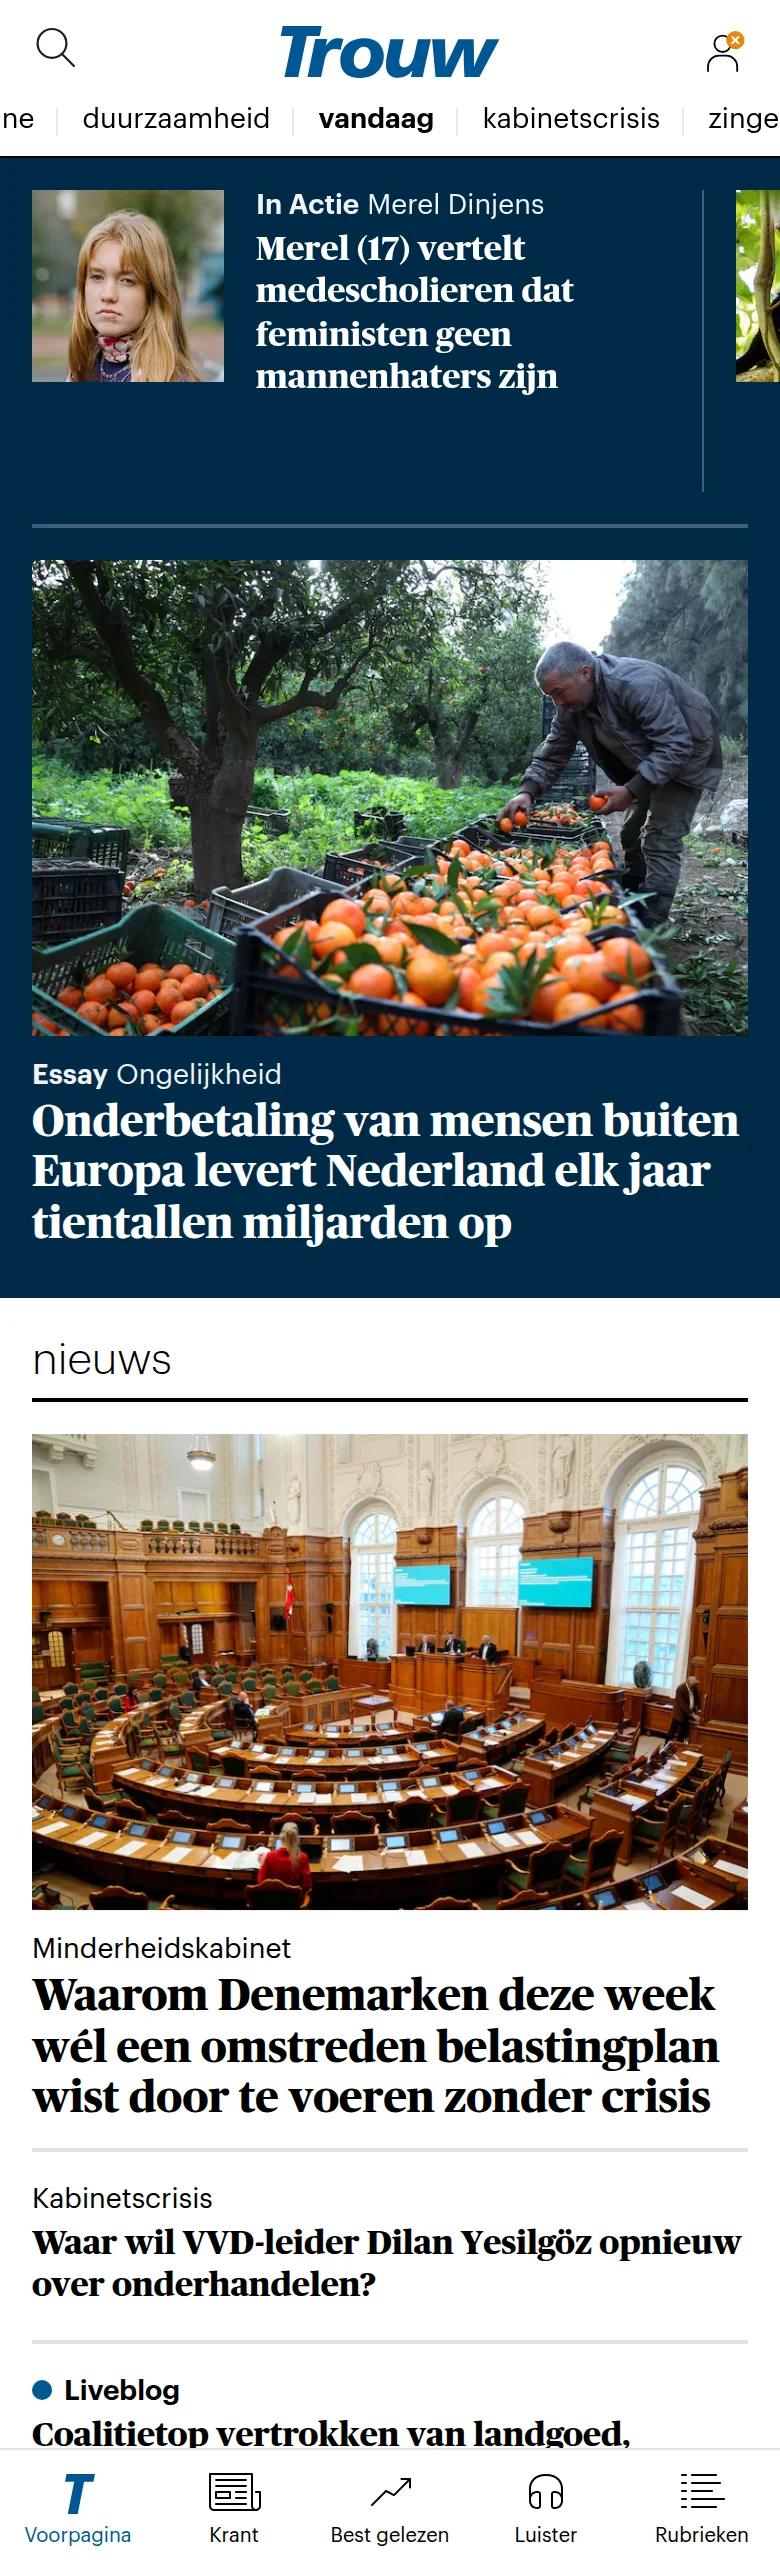 Trouw
ne
duurzaamheid
vandaag
kabinetscrisis
zinge
In Actie Merel Dinjens
Merel (17) vertelt
medescholieren dat
feministen geen
mannenhaters zijn
Essay Ongelijkheid
Onderbetaling van mensen buiten
Europa levert Nederland elk jaar
tientallen miljarden op
nieuws
Minderheidskabinet
Waarom Denemarken deze week
wél een omstreden belastingplan
wist door te voeren zonder crisis
Kabinetscrisis
Waar wil VVD-leider Dilan Yesilgöz opnieuw
over onderhandelen?
Liveblog
Coalitietop vertrokken van landgoed,
T
Voorpagina
Krant
Best gelezen
Luister
Rubrieken